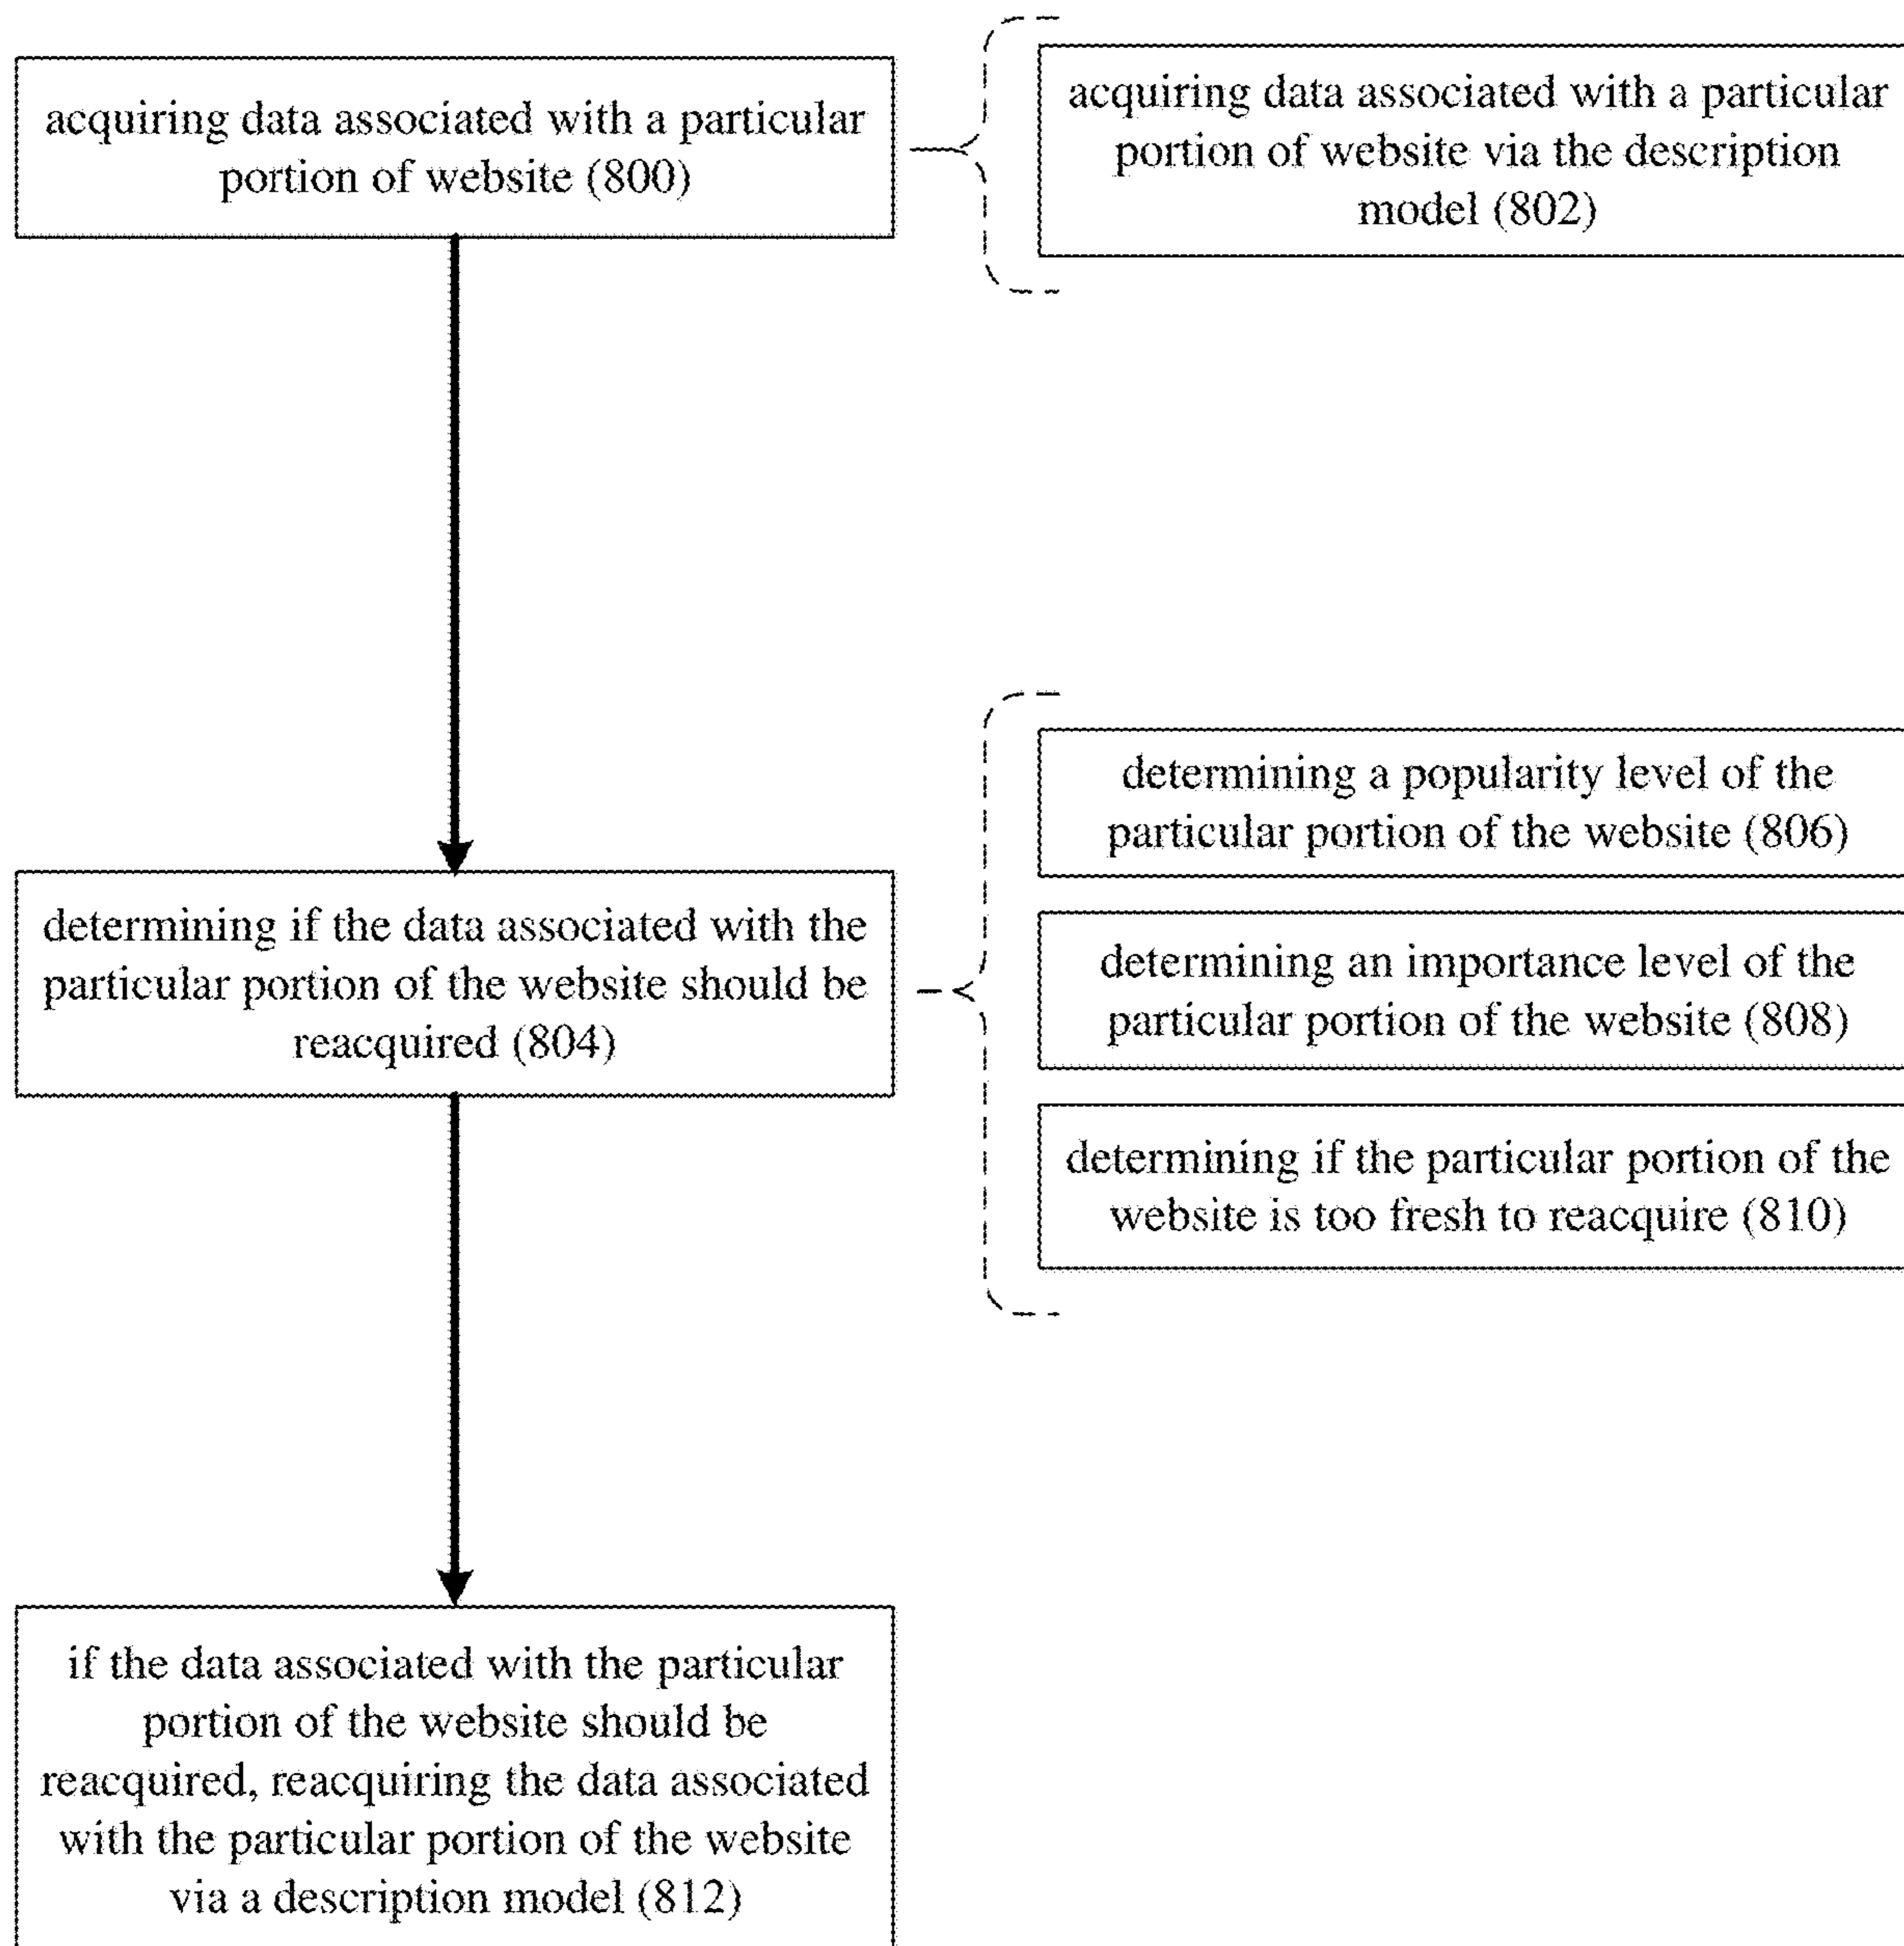 acquiring data associated with a particular
portion of website (800)
acquiring data associated with a particular
portion of website via the description
model (802)
determining if the data associated with the
particular portion of the website should be
reacquired (804)
determining a popularity level of the
particular portion of the website (806)
determining an importance level of the
particular portion of the website (808)
determining if the particular portion of the
website is too fresh to reacquire (810)
if the data associated with the particular
portion of the website should be
reacquired, reacquiring the data associated
with the particular portion of the website
via a description model (812)